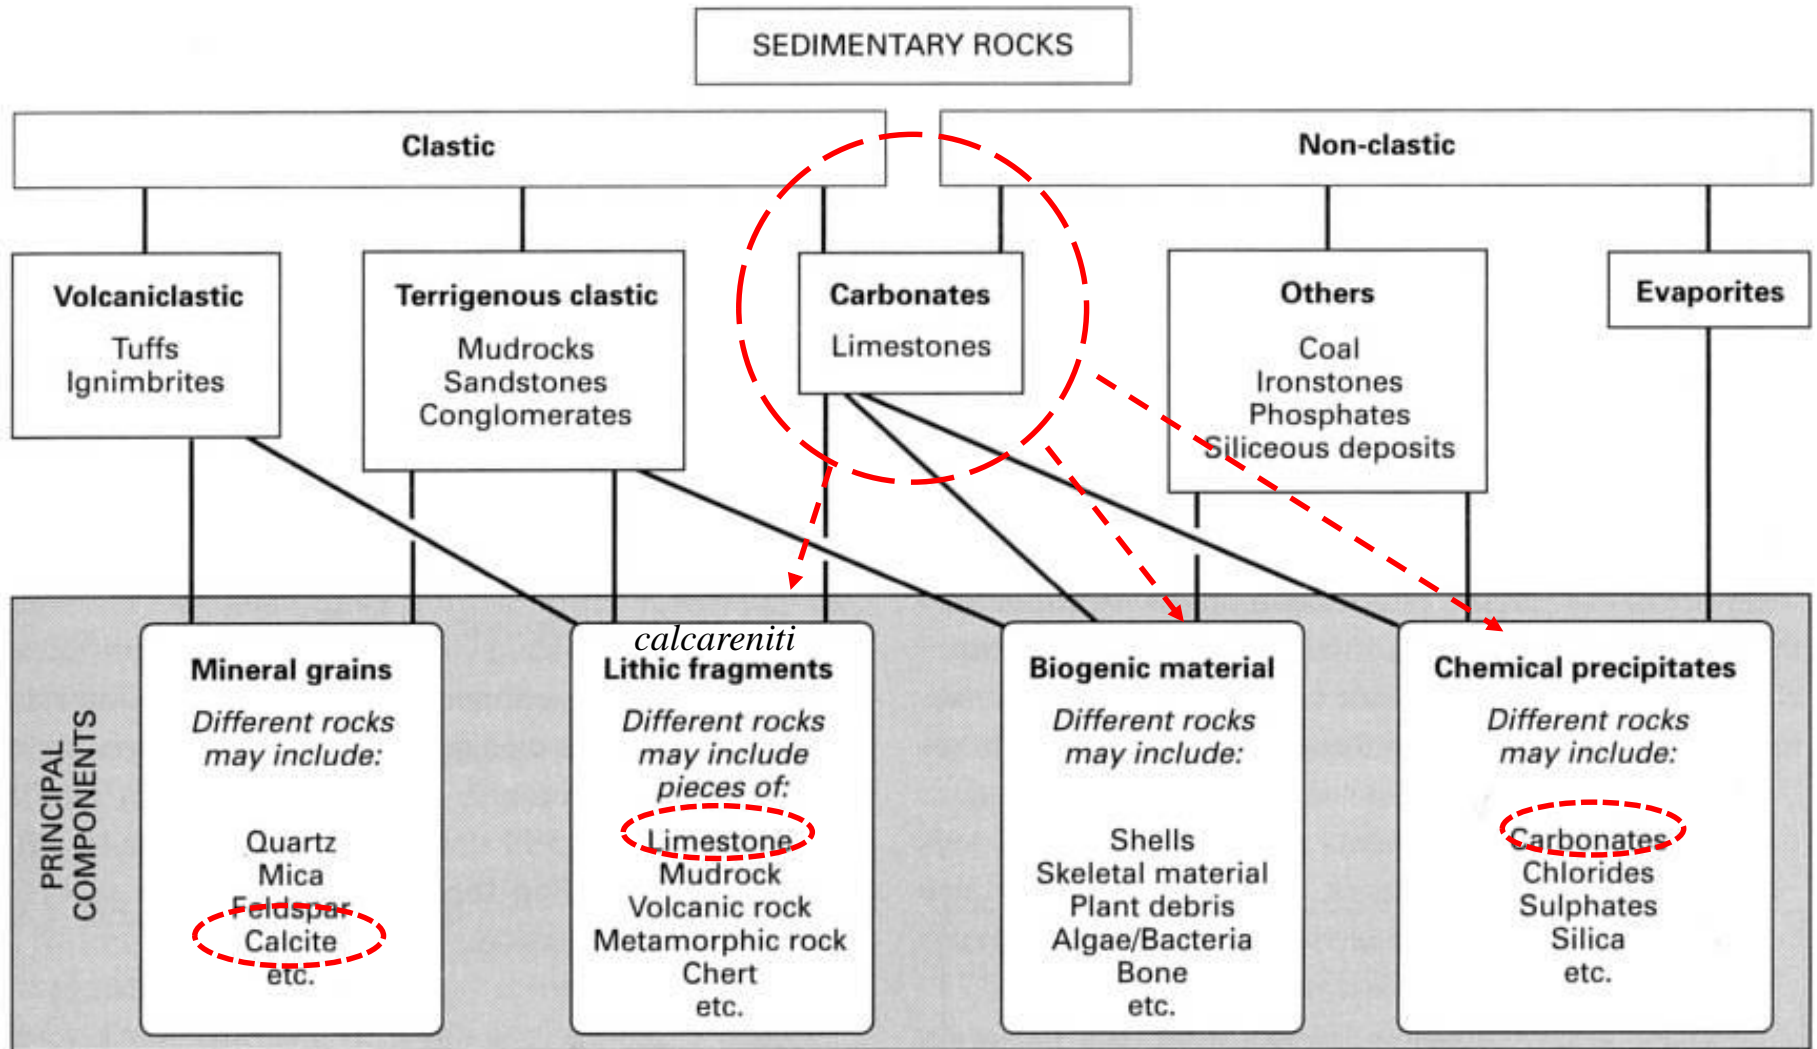 SEDIMENTARY ROCKS
Clastic
Non-clastic
Volcaniclastic
Tuffs
Ignimbrites
Terrigenous clastic
Mudrocks
Sandstones
Conglomerates
Carbonates
Limestones
Others
Coal
Ironstones
Phosphates
Siliceous deposits
Evaporites
PRINCIPAL
COMPONENTS
Mineral grains
Different rocks
may include:
Quartz
Mica
Feldspar
Calcite
etc.
calcareniti
Lithic fragments
Different rocks
may include
pieces of:
Limestone
Mudrock
Volcanic rock
Metamorphic rock
Chert
etc.
Biogenic material
Different rocks
may include:
Shells
Skeletal material
Plant debris
Algae/Bacteria
Bone
etc.
Chemical precipitates
Different rocks
may include:
Carbonates
Chlorides
Sulphates
Silica
etc.